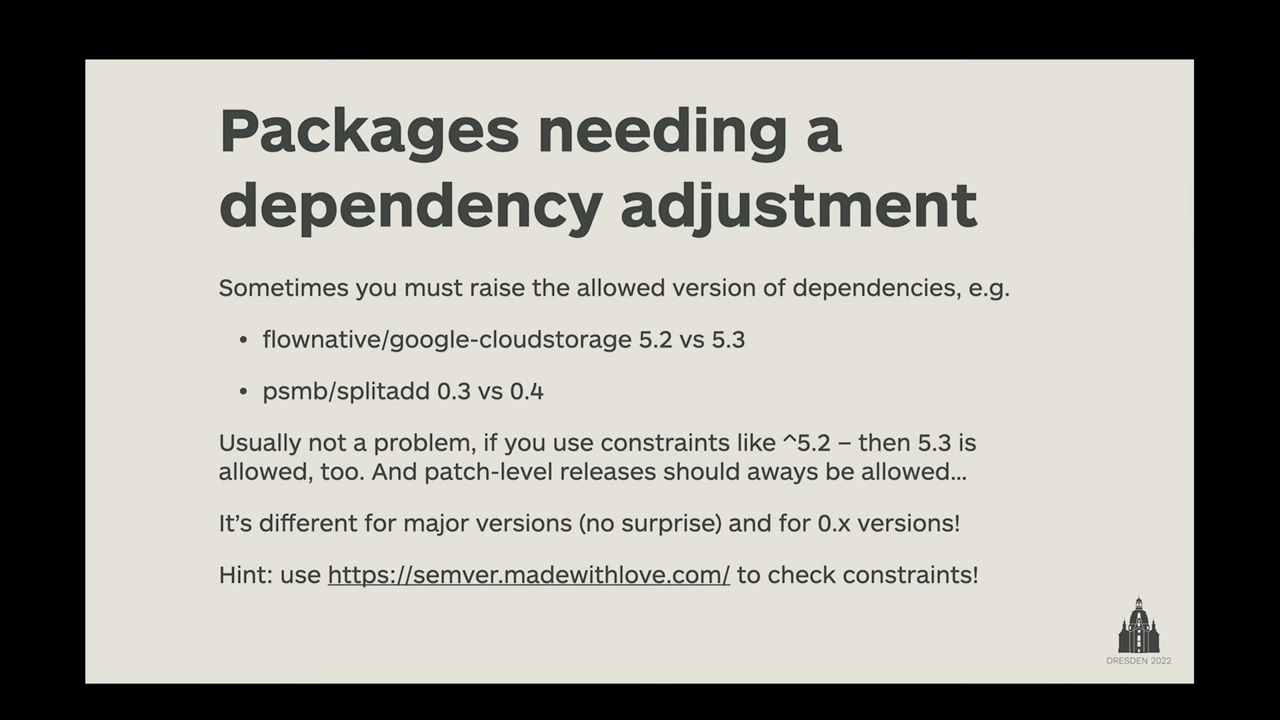 Packages needing a
dependency adjustment
Sometimes you must raise the allowed version of dependencies, e.g.
• flownative/google-cloudstorage 5.2 vs 5.3
• psmb/splitadd 0.3 vs 0.4
Usually not a problem, if you use constraints like ^5.2 – then 5.3 is
allowed, too. And patch-level releases should aways be allowed...
It's different for major versions (no surprise) and for 0.x versions!
Hint: use https://semver.madewithlove.com/ to check constraints!
DRESDEN 2022